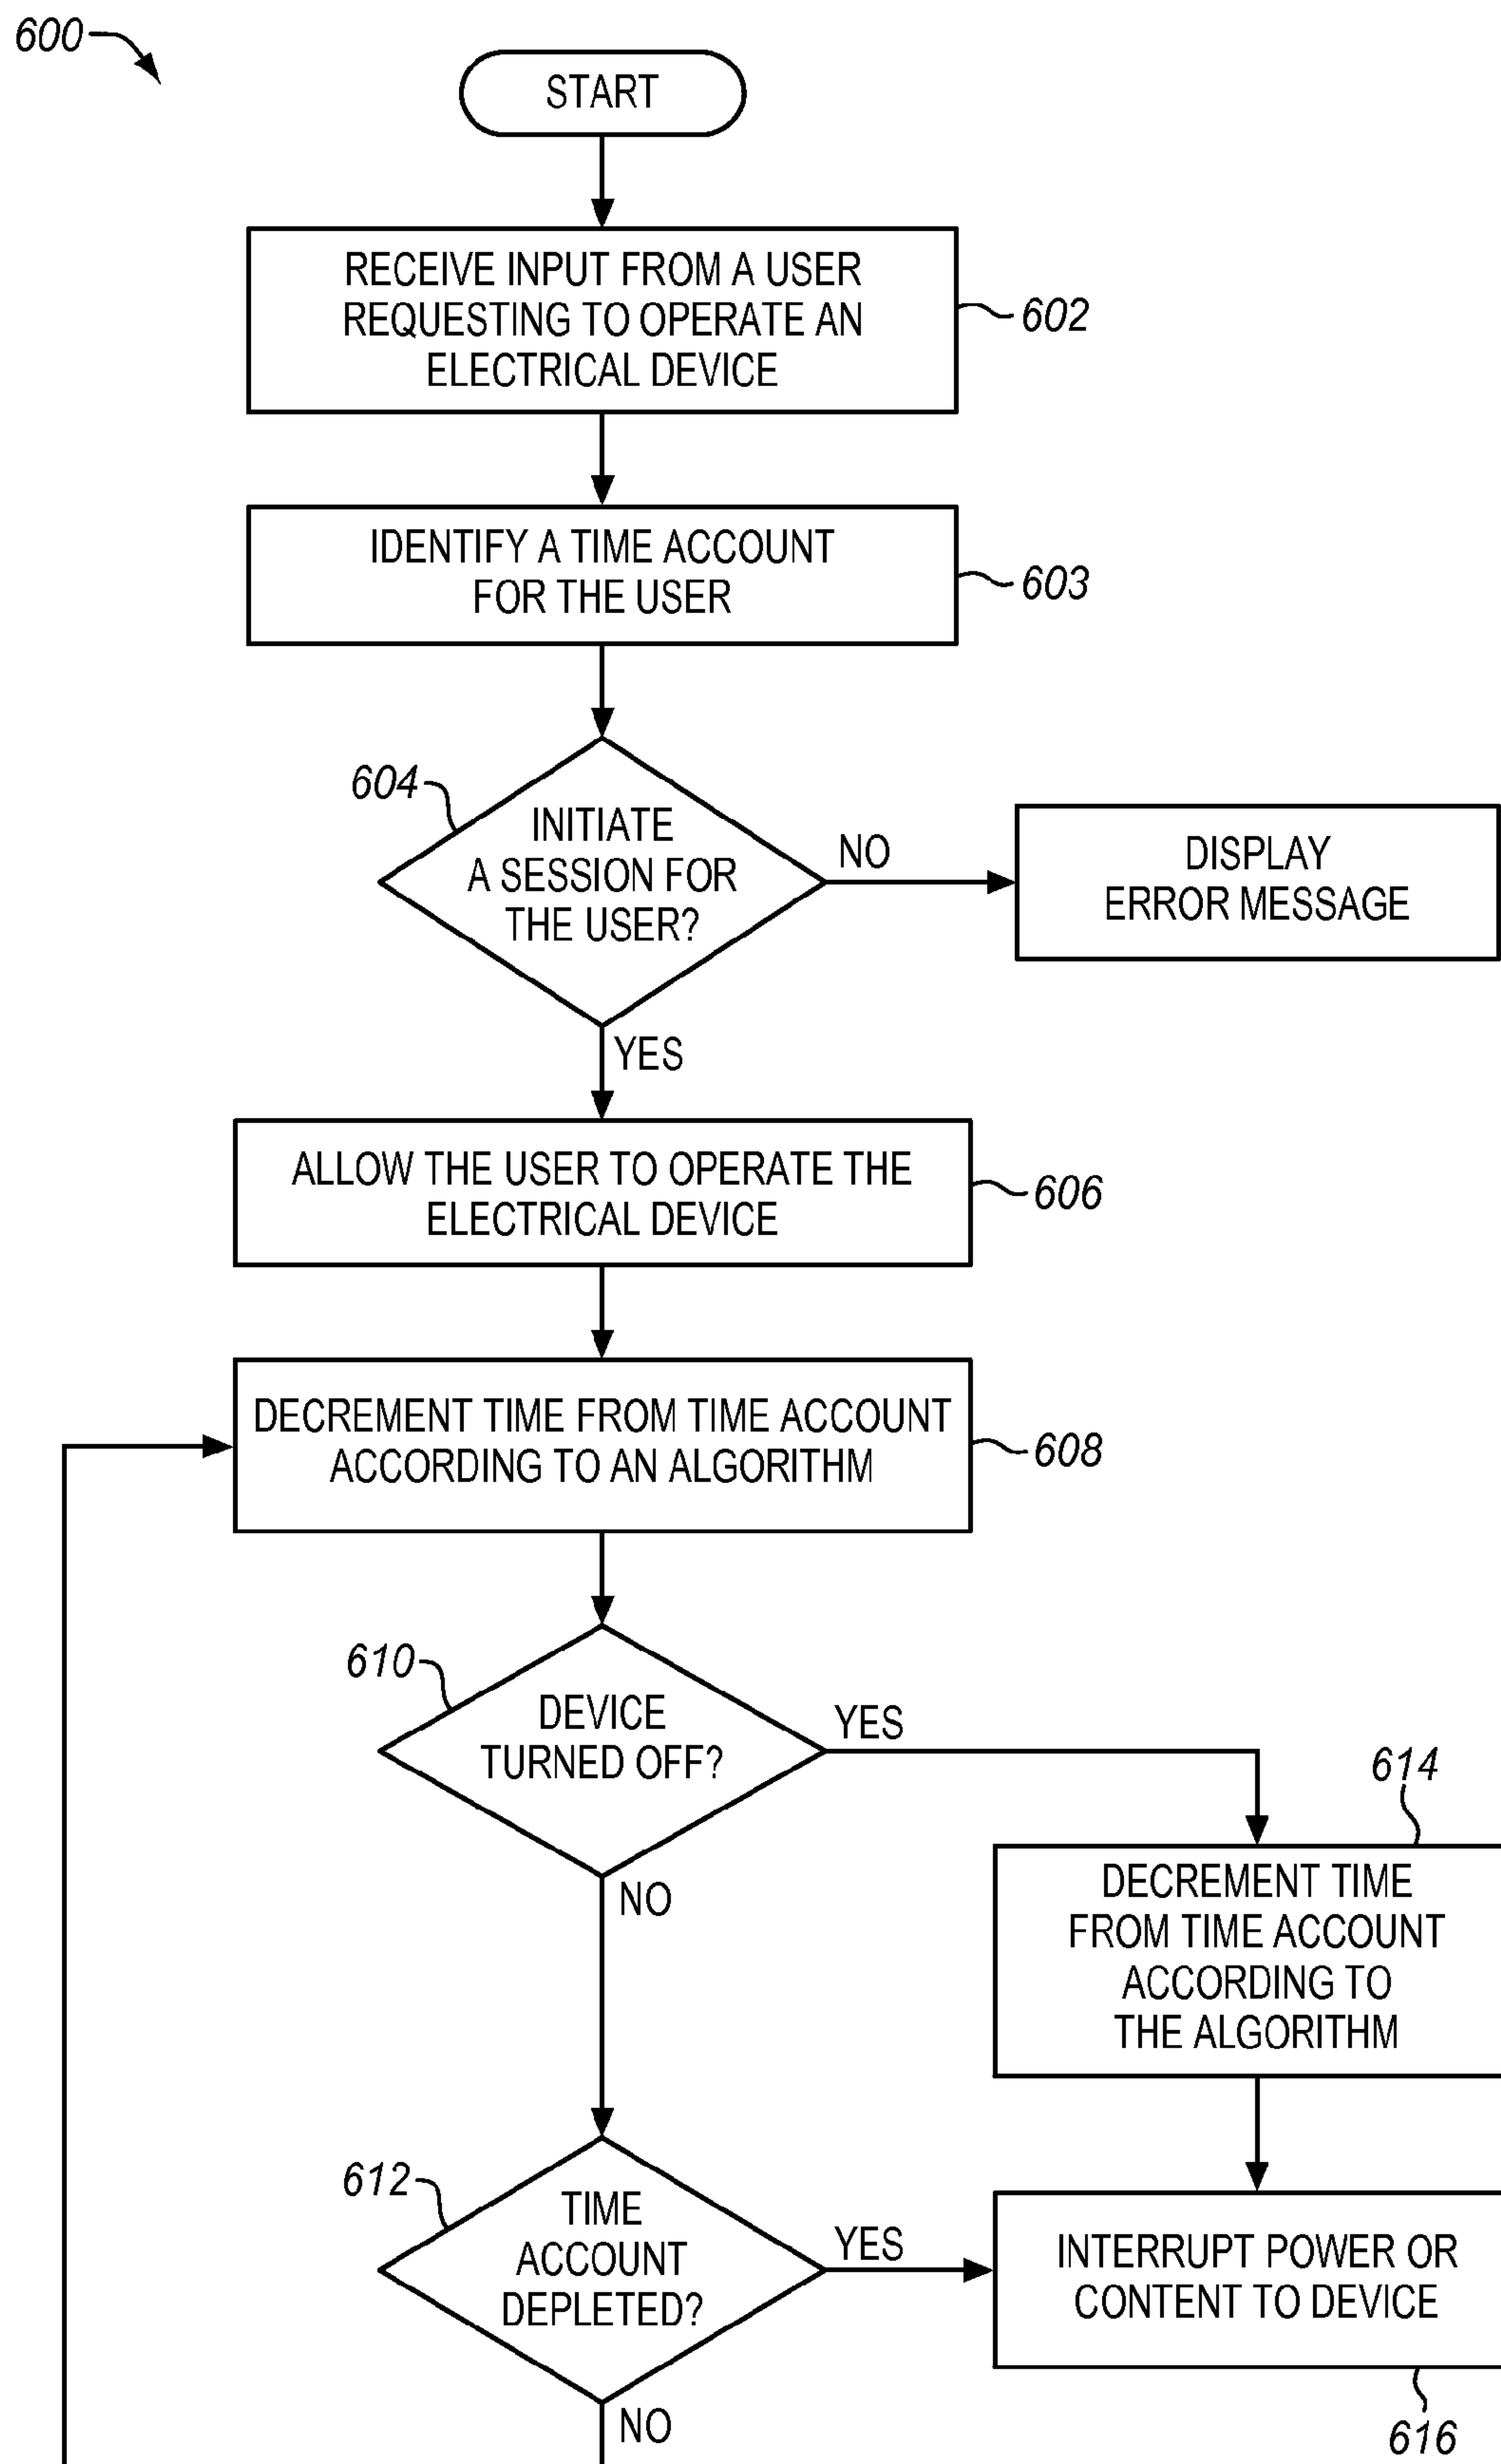 600
START
RECEIVE INPUT FROM A USER
REQUESTING TO OPERATE AN
ELECTRICAL DEVICE
602
IDENTIFY A TIME ACCOUNT
FOR THE USER
603
604
INITIATE
A SESSION FOR
THE USER?
NO
DISPLAY
ERROR MESSAGE
YES
ALLOW THE USER TO OPERATE THE
ELECTRICAL DEVICE
606
DECREMENT TIME FROM TIME ACCOUNT
ACCORDING TO AN ALGORITHM
608
610
DEVICE
TURNED OFF?
YES
614
DECREMENT TIME
FROM TIME ACCOUNT
ACCORDING TO
THE ALGORITHM
NO
612
TIME
ACCOUNT
DEPLETED?
YES
INTERRUPT POWER OR
CONTENT TO DEVICE
616
NO